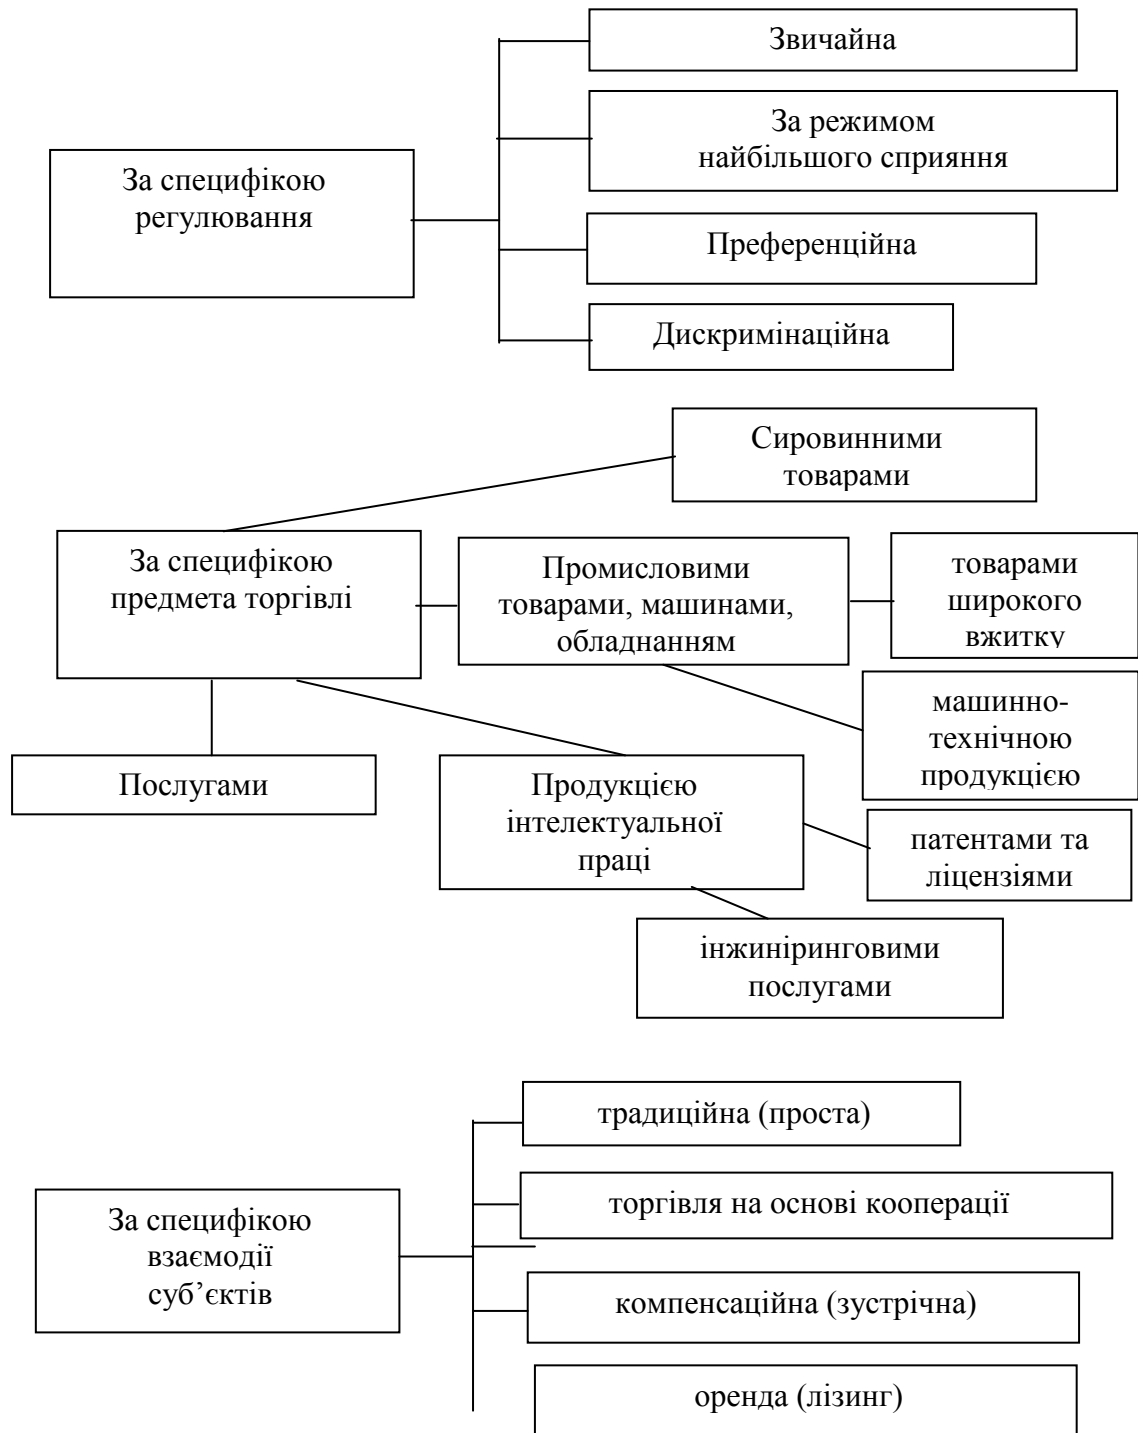 Звичайна
За режимом
найбільшого сприяння
За специфікою
регулювання
Преференційна
Дискримінаційна
Сировинними
товарами
За специфікою
предмета торгівлі
Промисловими
товарами, машинами,
обладнанням
товарами
широкого
вжитку
машинно-
технічною
продукцією
Послугами
Продукцією
інтелектуальної
праці
патентами та
ліцензіями
інжиніринговими
послугами
традиційна (проста)
торгівля на основі кооперації
За специфікою
взаємодії
суб’єктів
компенсаційна (зустрічна)
оренда (лізинг)